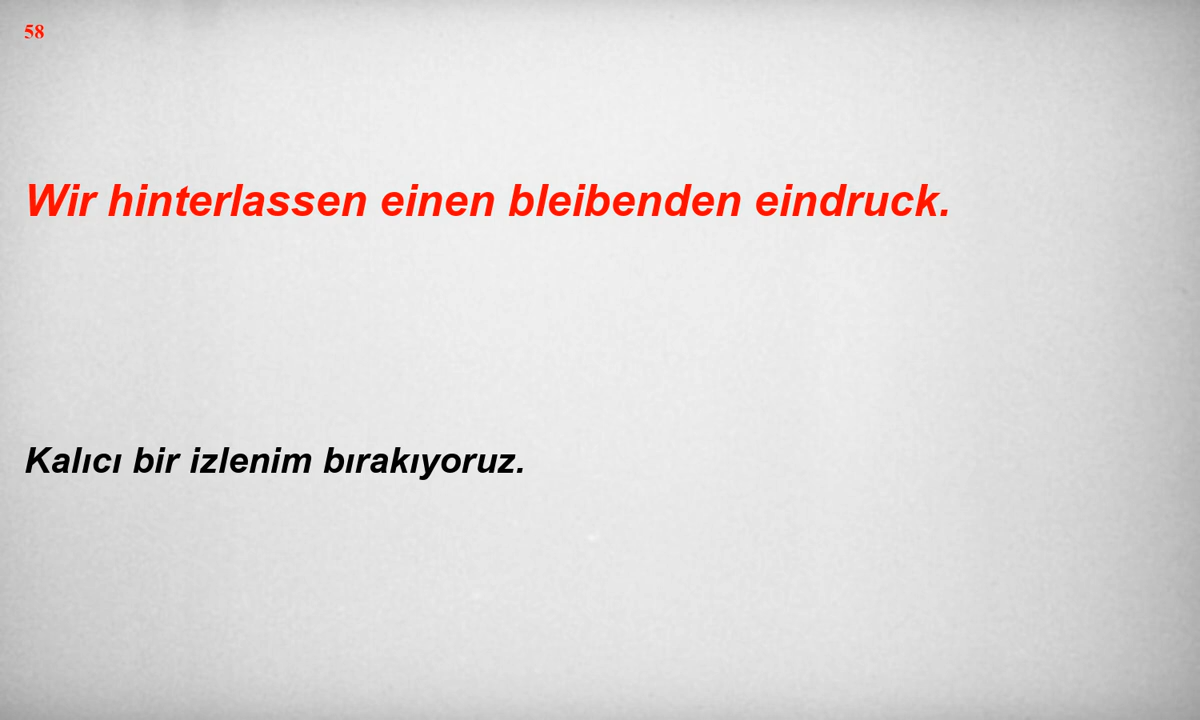 58
Wir hinterlassen einen bleibenden eindruck.
Kalıcı bir izlenim bırakıyoruz.